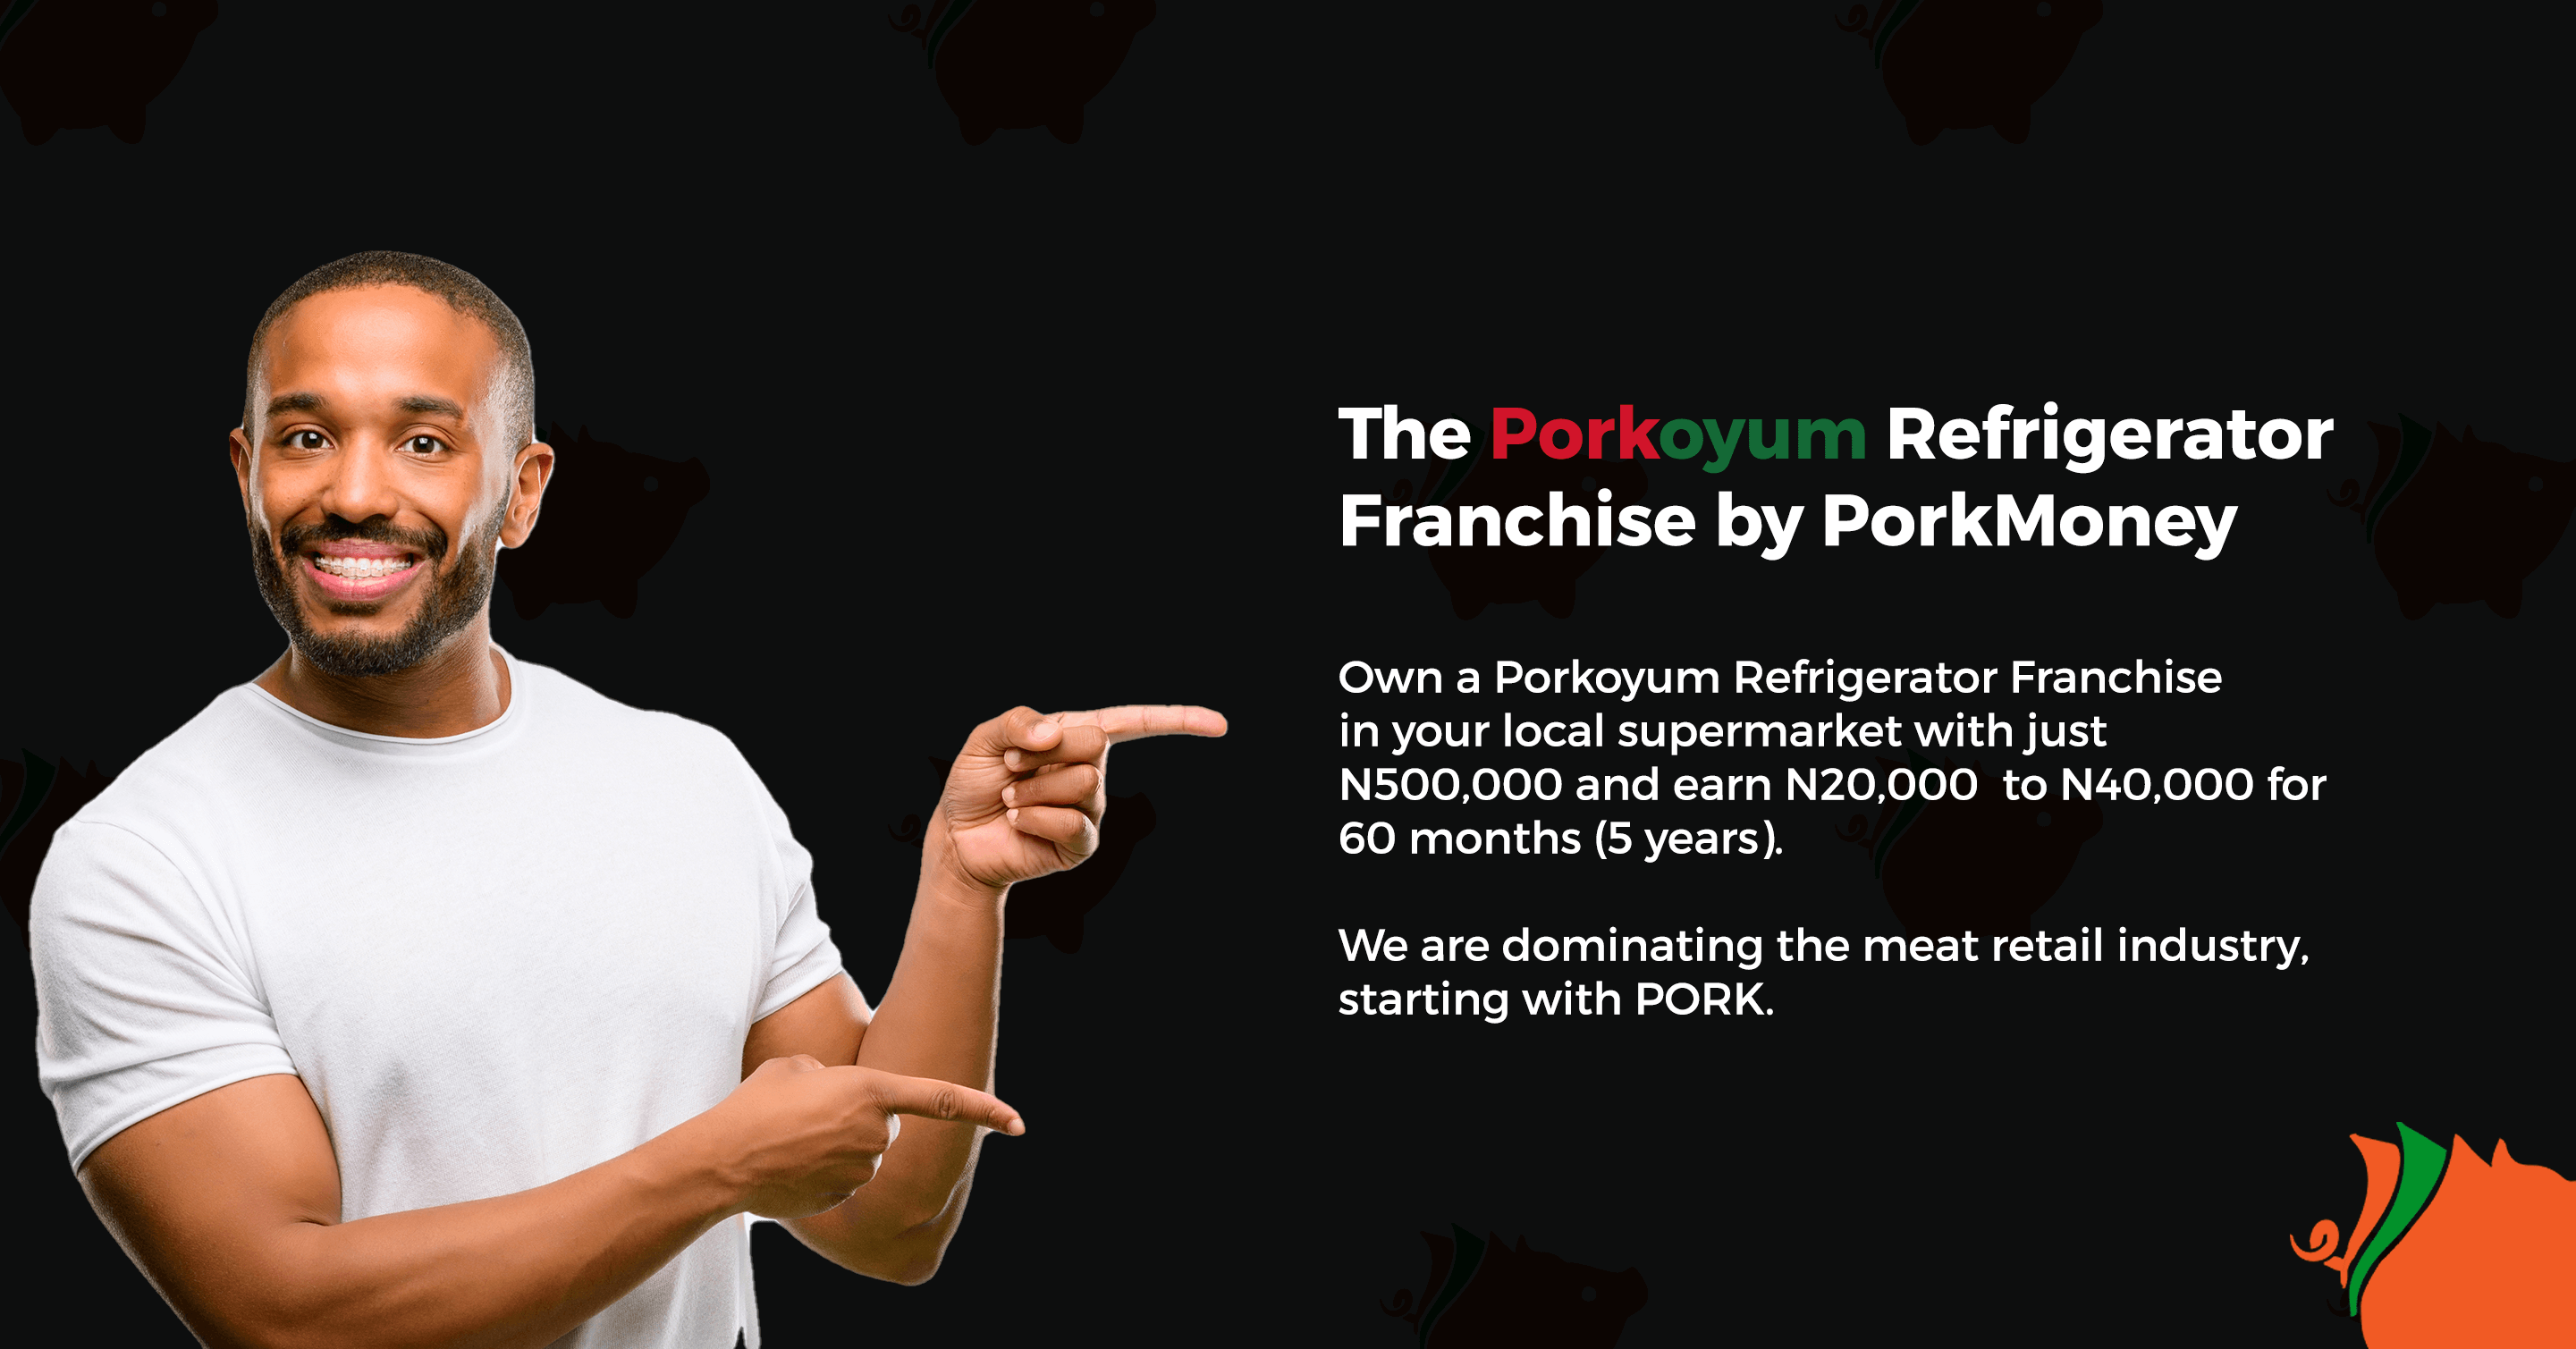 The Porkoyum Refrigerator
Franchise by PorkMoney
Own a Porkoyum Refrigerator Franchise
in your local supermarket with just
N500,000 and earn N20,000  to N40,000 for
60 months (5 years).
We are dominating the meat retail industry,
starting with PORK.